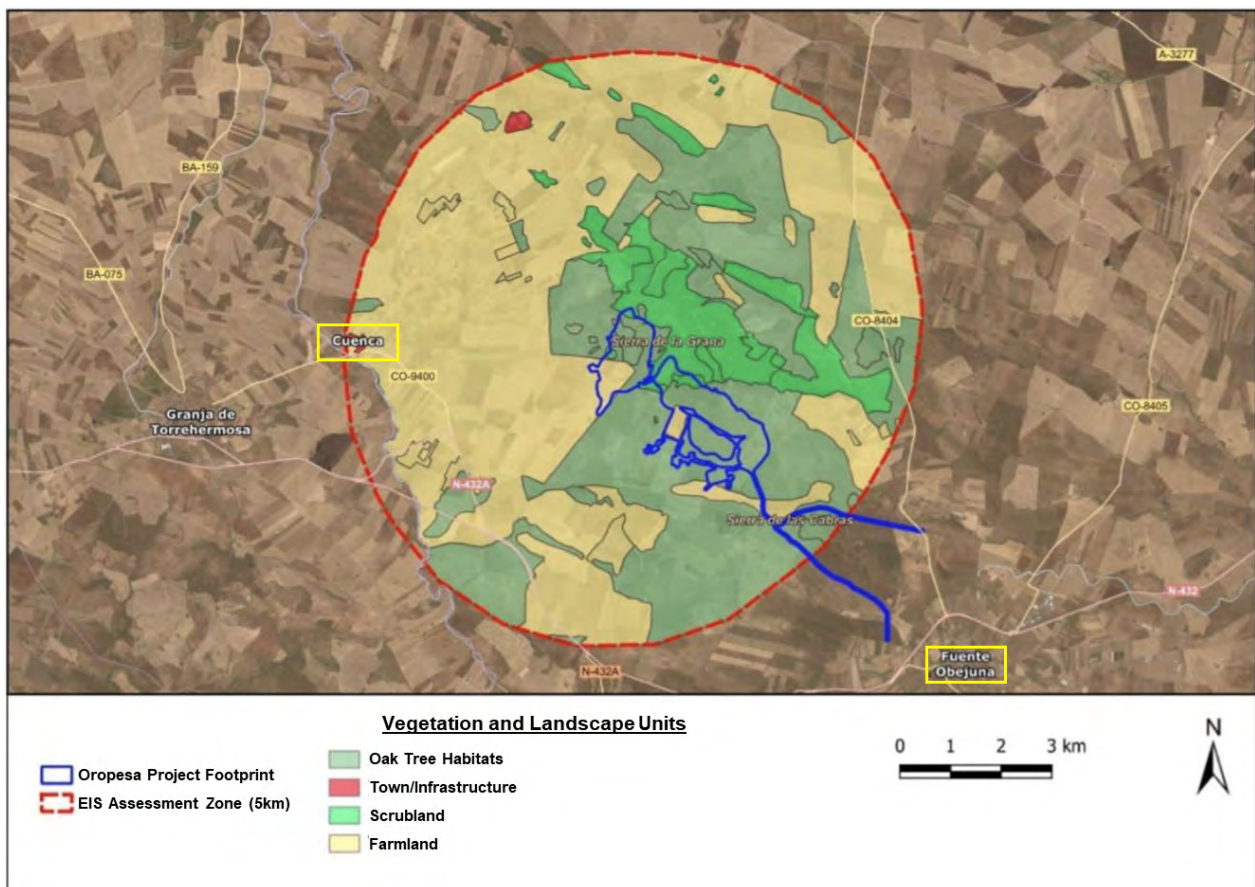 A-3277
BA-159
BA-075
Cuenca
CO-9400
Sierra de la Grana
CO-8404
CO-8405
Granja de
Torrehermosa
N-432A
Sierra de las Cabras
N-432
N-432A
Fuente
Obejuna
Vegetation and Landscape Units
Oropesa Project Footprint
EIS Assessment Zone (5km)
Oak Tree Habitats
Town/Infrastructure
Scrubland
Farmland
0 1 2 3 km
N